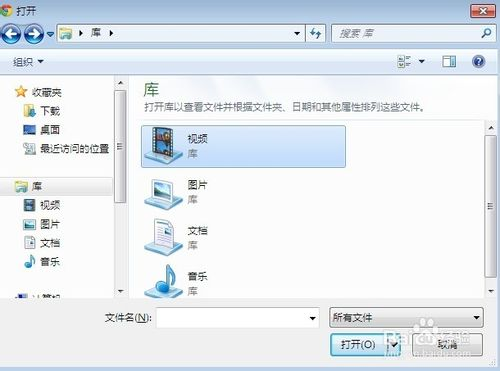 打开
库
搜索 库
组织
收藏夹
下载
桌面
最近访问的位置
库
视频
图片
文档
音乐
库
打开库以查看文件并根据文件夹、日期和其他属性排列这些文件。
视频
库
图片
库
文档
库
音乐
库
文件名(N):
所有文件
打开(O)
取消